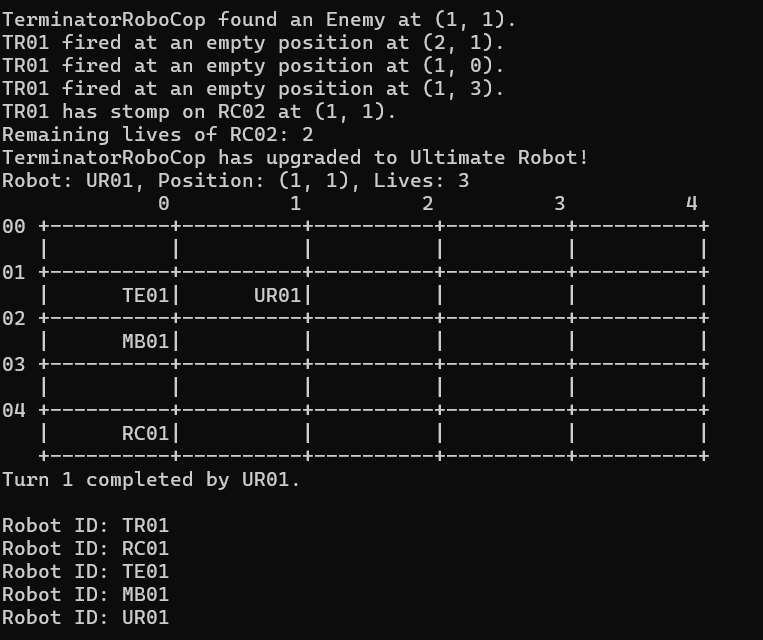 TerminatorRoboCop found an Enemy at (1, 1).
TR01 fired at an empty position at (2, 1).
TR01 fired at an empty position at (1, 0).
TR01 fired at an empty position at (1, 3).
TR01 has stomp on RC02 at (1, 1).
Remaining lives of RC02: 2
TerminatorRoboCop has upgraded to Ultimate Robot!
Robot: UR01, Position: (1, 1), Lives: 3
             0          1          2          3          4
00 +----------+----------+----------+----------+----------+
   |          |          |          |          |          |
01 +----------+----------+----------+----------+----------+
   |      TE01|      UR01|          |          |          |
02 +----------+----------+----------+----------+----------+
   |      MB01|          |          |          |          |
03 +----------+----------+----------+----------+----------+
   |          |          |          |          |          |
04 +----------+----------+----------+----------+----------+
   |      RC01|          |          |          |          |
   +----------+----------+----------+----------+----------+
Turn 1 completed by UR01.

Robot ID: TR01
Robot ID: RC01
Robot ID: TE01
Robot ID: MB01
Robot ID: UR01